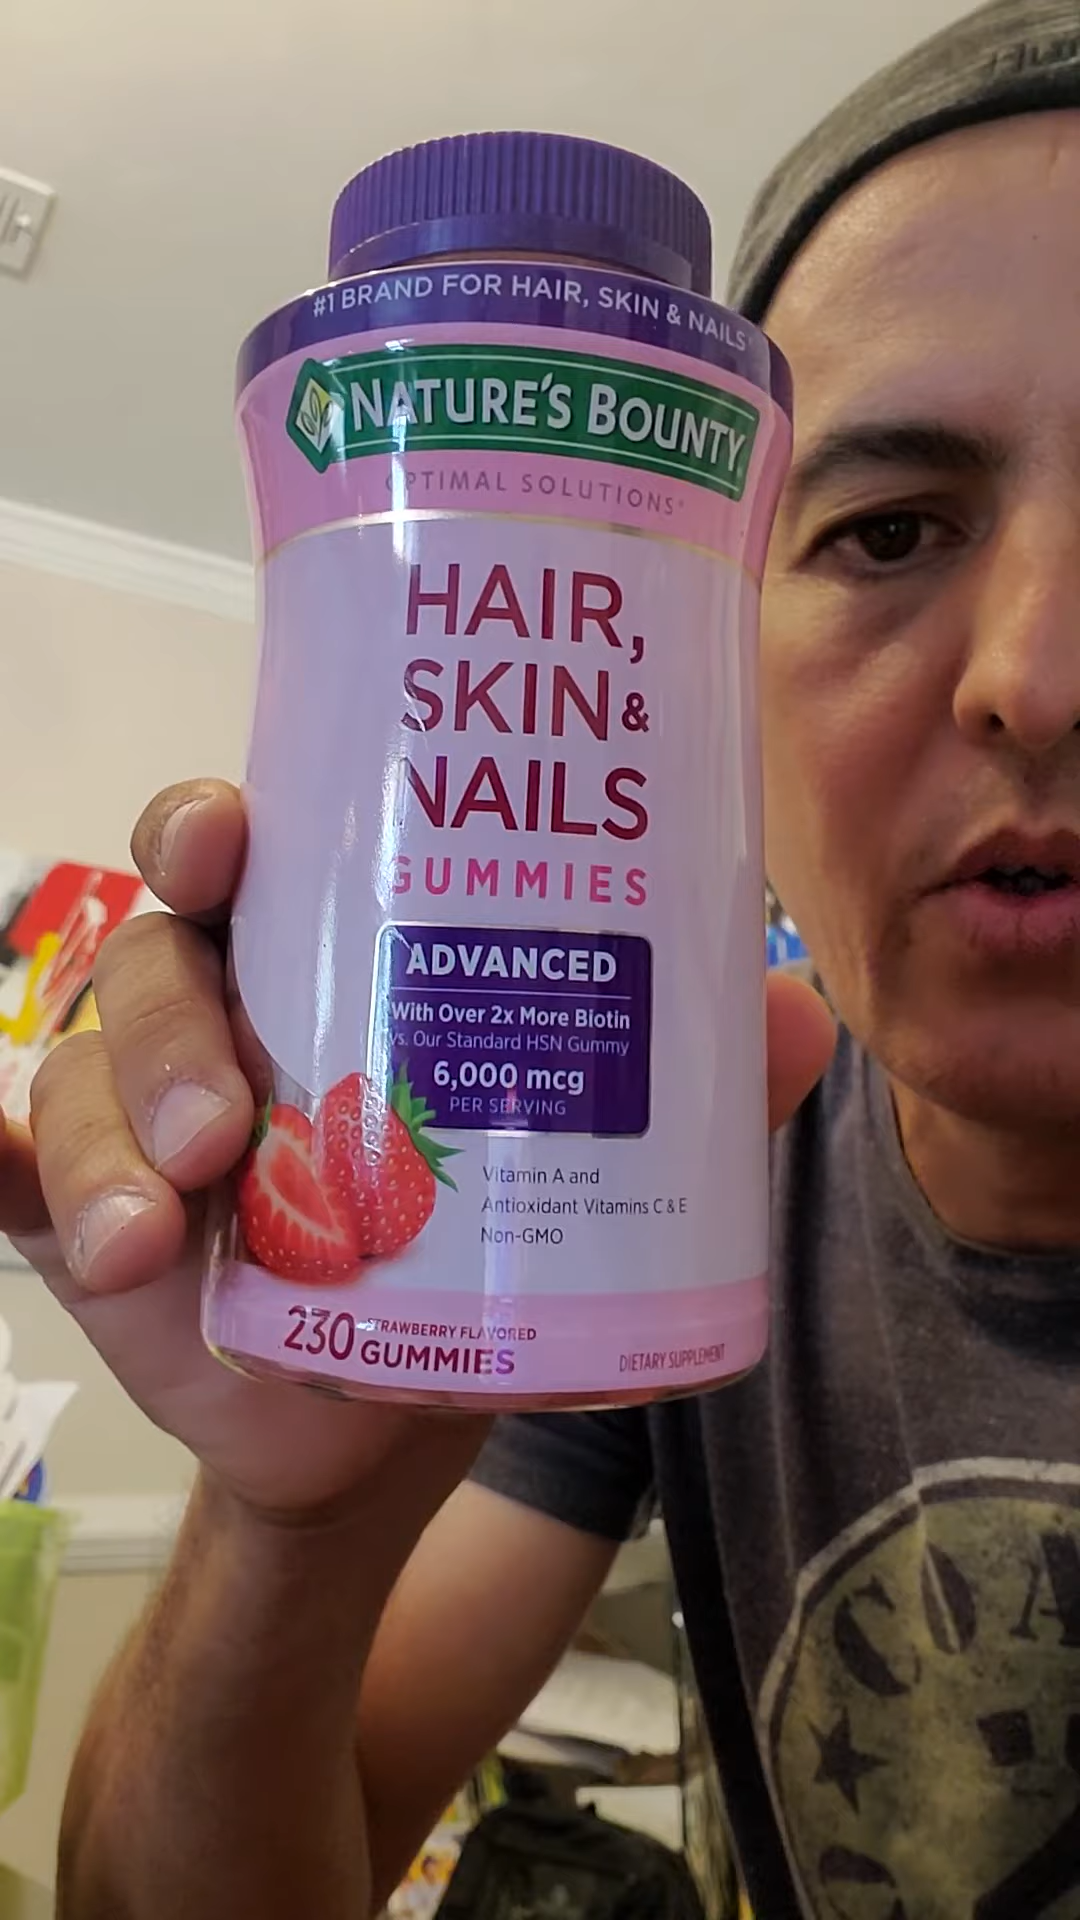 #1 BRAND FOR HAIR, SKIN & NAILS
NATURE'S BOUNTY®
OPTIMAL SOLUTIONS®
HAIR,
SKIN &
NAILS
GUMMIES
ADVANCED
With Over 2x More Biotin
vs. Our Standard HSN Gummy
6,000 mcg
PER SERVING
Vitamin A and
Antioxidant Vitamins C & E
Non-GMO
230 STRAWBERRY FLAVORED
GUMMIES
DIETARY SUPPLEMENT